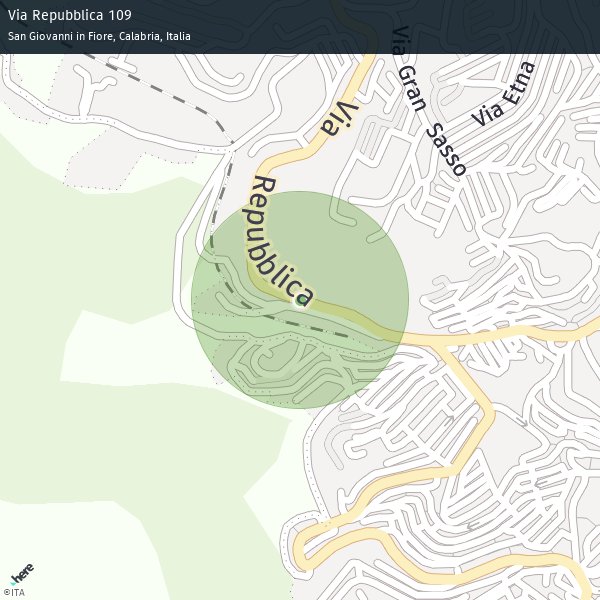 Via Repubblica 109
San Giovanni in Fiore, Calabria, Italia
Via Gran Sasso
Via Etna
Via Repubblica
here
©ITA